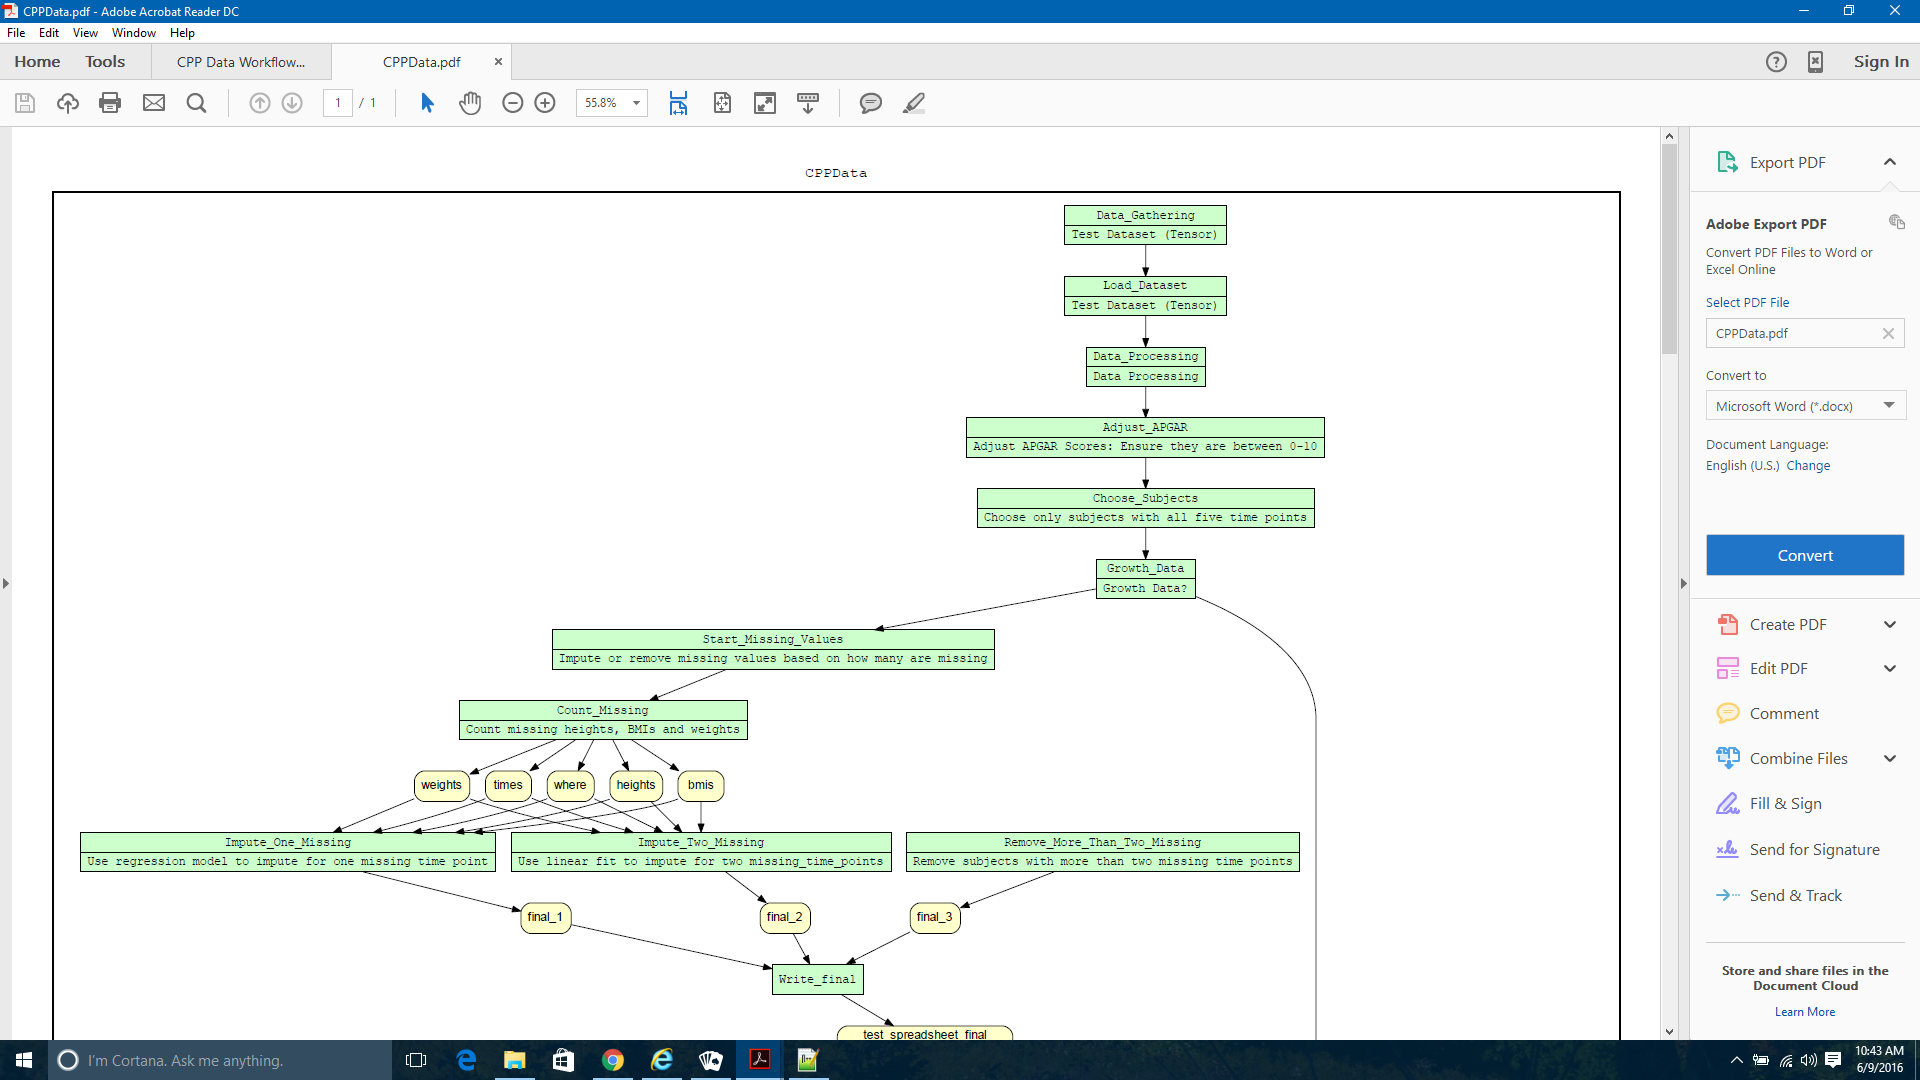 CPPData.pdf - Adobe Acrobat Reader DC
File Edit View Window Help
Home Tools CPP Data Workflow... CPPData.pdf × ? Sign In
1 / 1 55.8%
CPPData
Data_Gathering
Test Dataset (Tensor)
Load_Dataset
Test Dataset (Tensor)
Data_Processing
Data Processing
Adjust_APGAR
Adjust APGAR Scores: Ensure they are between 0-10
Choose_Subjects
Choose only subjects with all five time points
Growth_Data
Growth Data?
Start_Missing_Values
Impute or remove missing values based on how many are missing
Count_Missing
Count missing heights, BMIs and weights
weights times where heights bmis
Impute_One_Missing
Use regression model to impute for one missing time point
Impute_Two_Missing
Use linear fit to impute for two missing_time_points
Remove_More_Than_Two_Missing
Remove subjects with more than two missing time points
final_1 final_2 final_3
Write_final
test_spreadsheet_final
Export PDF
Adobe Export PDF
Convert PDF Files to Word or
Excel Online
Select PDF File
CPPData.pdf
Convert to
Microsoft Word (*.docx)
Document Language:
English (U.S.) Change
Convert
Create PDF
Edit PDF
Comment
Combine Files
Fill & Sign
Send for Signature
Send & Track
Store and share files in the
Document Cloud
Learn More
I'm Cortana. Ask me anything.
10:43 AM
6/9/2016